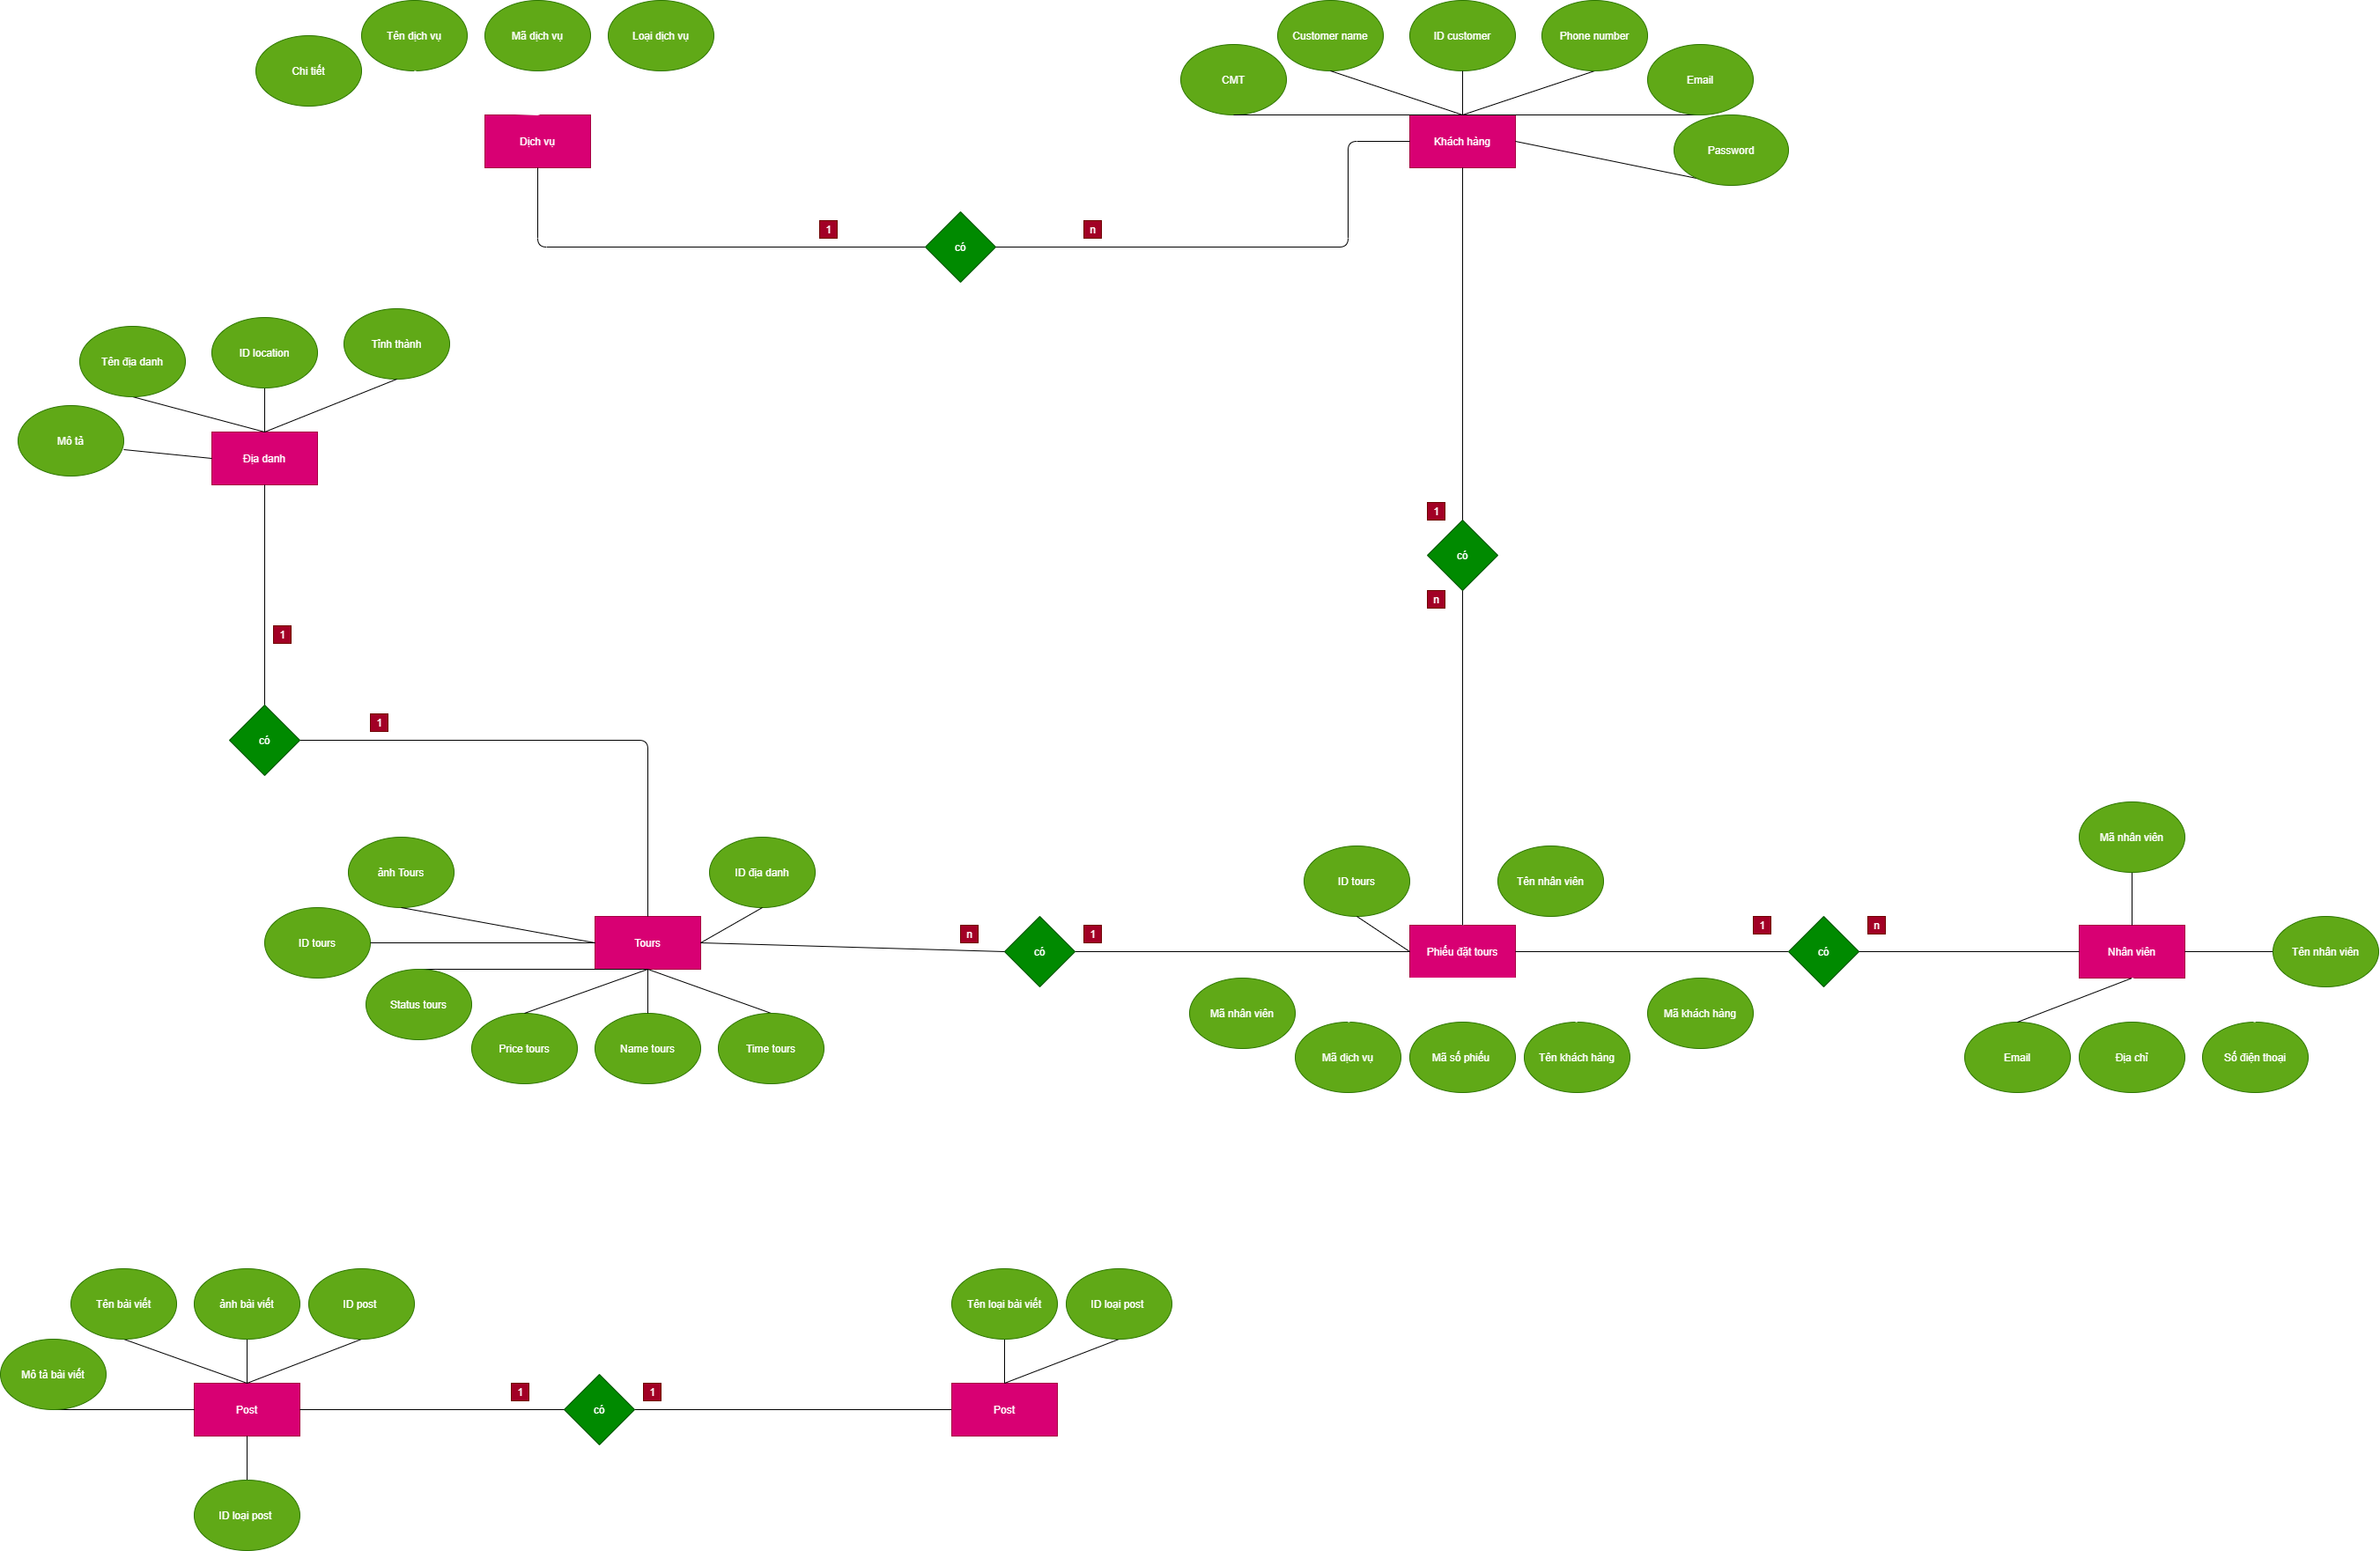 Tên dịch vụ
Mã dịch vụ
Loại dịch vụ
Chi tiết
Dịch vụ
Customer name
ID customer
Phone number
CMT
Email
Khách hàng
Password
1
có
n
Tên địa danh
ID location
Tỉnh thành
Mô tả
Địa danh
1
có
n
1
có
1
ảnh Tours
ID địa danh
ID tours
Tours
Status tours
Price tours
Name tours
Time tours
n
có
1
ID tours
Tên nhân viên
Phiếu đặt tours
Mã nhân viên
Mã dịch vụ
Mã số phiếu
Tên khách hàng
Mã khách hàng
1
có
n
Mã nhân viên
Nhân viên
Tên nhân viên
Email
Địa chỉ
Số điện thoại
Tên bài viết
ảnh bài viết
ID post
Mô tả bài viết
Post
ID loại post
1
có
1
Tên loại bài viết
ID loại post
Post